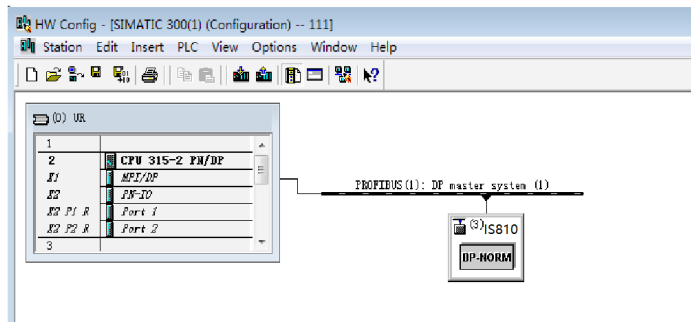 HW Config - [SIMATIC 300(1) (Configuration) -- 111]
Station Edit Insert PLC View Options Window Help
(0) UR
1
2 CPU 315-2 PN/DP
X1 MPI/DP
X2 PN-IO
X2 P1 R Port 1
X2 P2 R Port 2
3
PROFIBUS(1): DP master system (1)
(3) IS810
DP-NORM